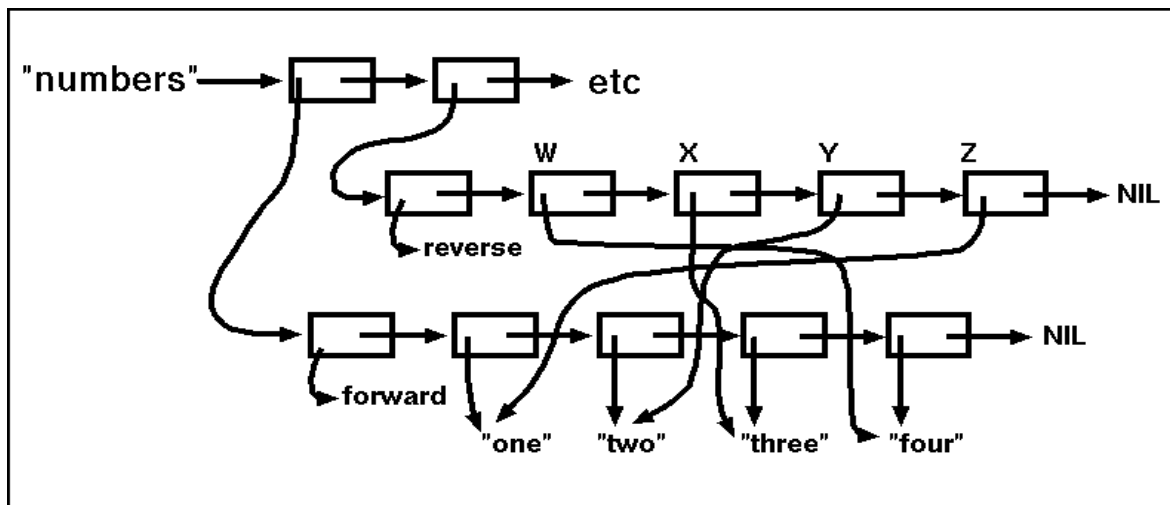 "numbers" etc
W X Y Z
NIL
reverse
NIL
forward
"one" "two" "three" "four"